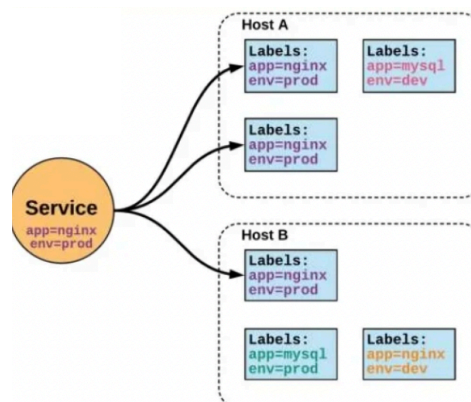 Host A
Labels:
app=nginx
env=prod
Labels:
app=mysql
env=dev
Labels:
app=nginx
env=prod
Service
app=nginx
env=prod
Host B
Labels:
app=nginx
env=prod
Labels:
app=mysql
env=prod
Labels:
app=nginx
env=dev